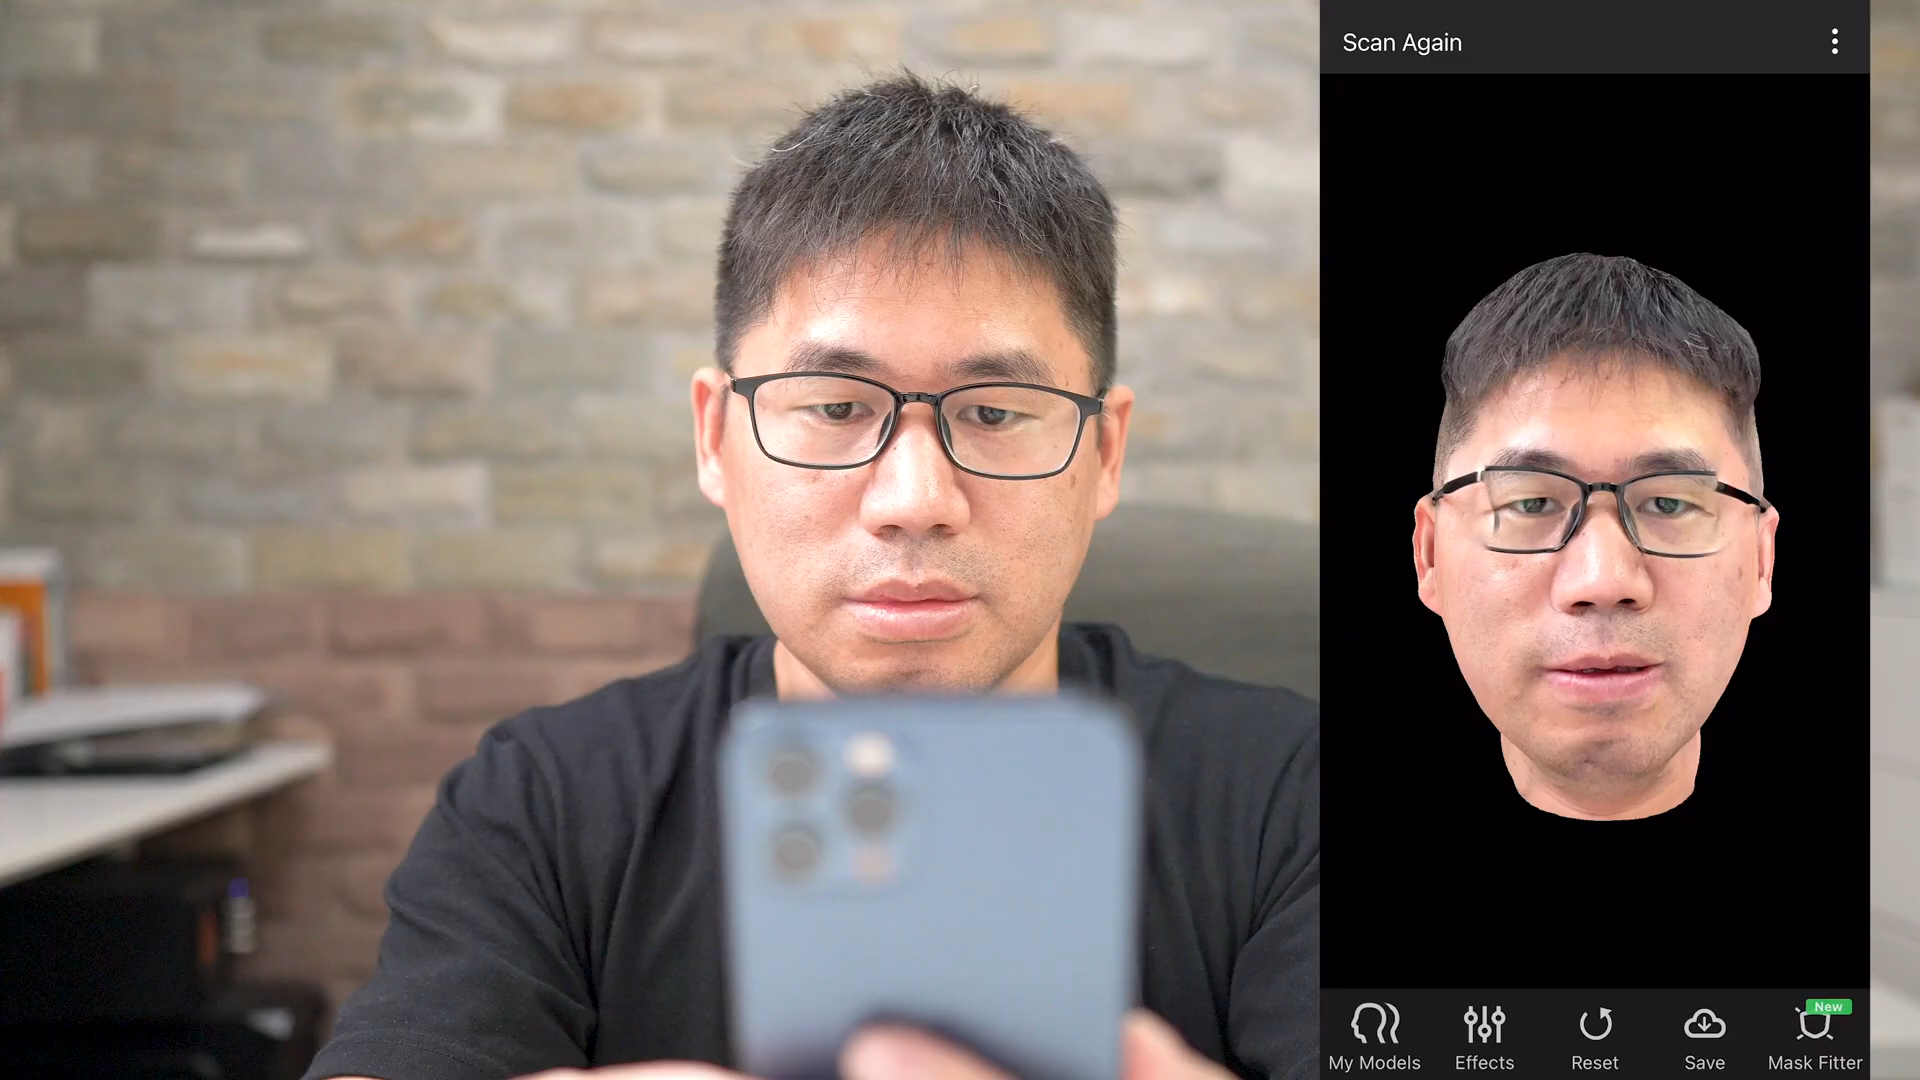 Scan Again
New
My Models
Effects
Reset
Save
Mask Fitter